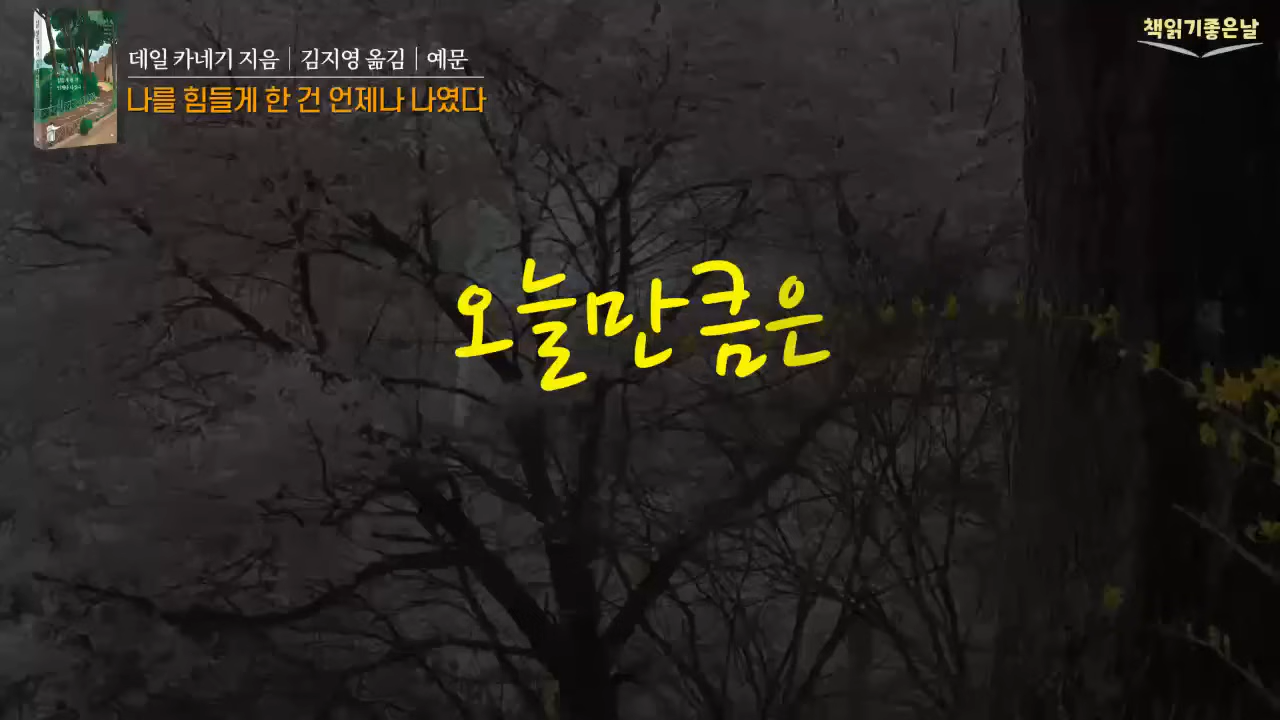 데일 카네기 지음 | 김지영 옮김 | 예문
나를 힘들게 한 건 언제나 나였다
책읽기좋은날
오늘만큼은